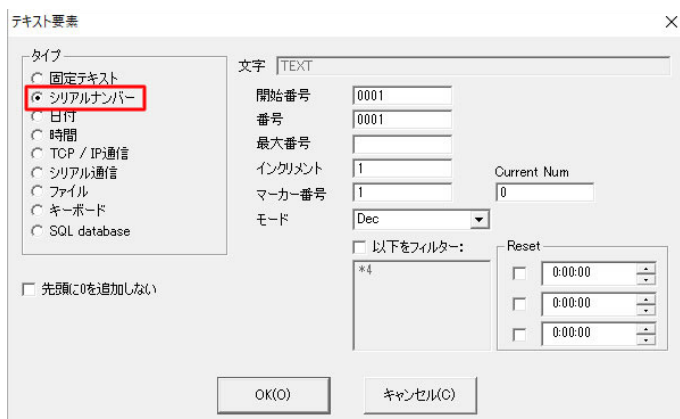 テキスト要素
タイプ
固定テキスト
シリアルナンバー
日付
時間
TCP / IP通信
シリアル通信
ファイル
キーボード
SQL database
先頭に0を追加しない
文字 TEXT
開始番号 0001
番号 0001
最大番号
インクリメント 1
マーカー番号 1
Current Num
0
モード Dec
以下をフィルター:
*4
Reset
0:00:00
0:00:00
0:00:00
OK(O)
キャンセル(C)